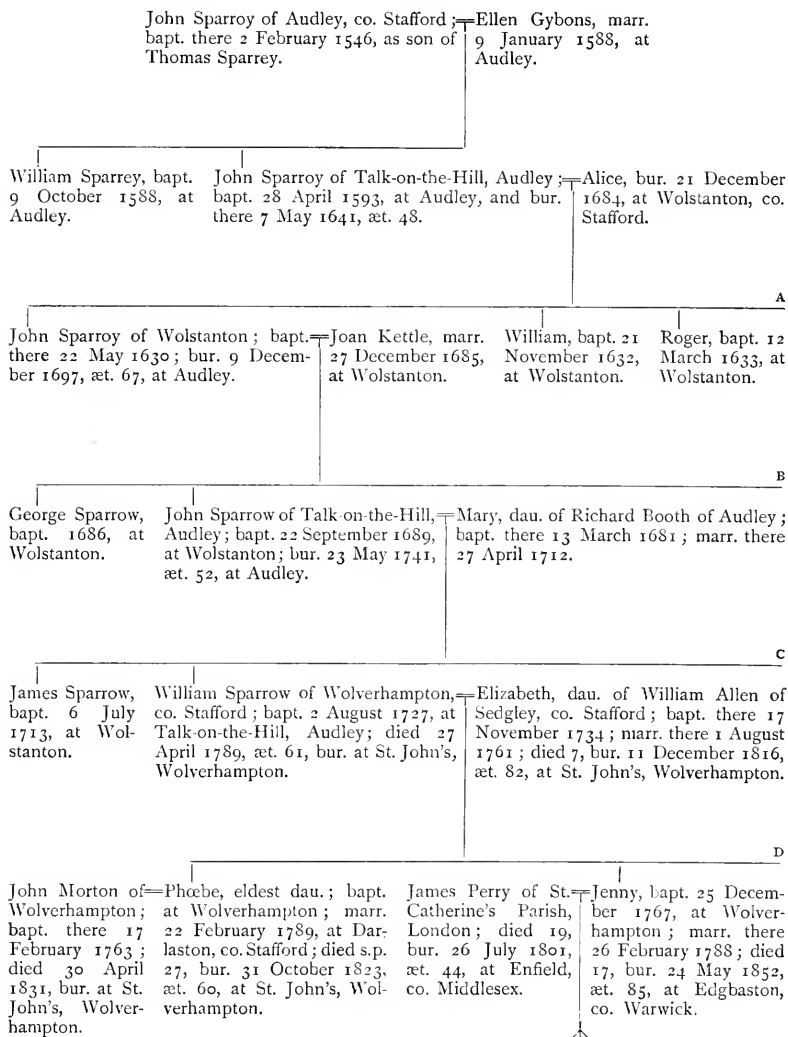 John Sparroy of Audley, co. Stafford;
bapt. there 2 February 1546, as son of
Thomas Sparrey.
Ellen Gybons, marr.
9 January 1588, at
Audley.
William Sparrey, bapt.
9 October 1588, at
Audley.
John Sparroy of Talk-on-the-Hill, Audley;
bapt. 28 April 1593, at Audley, and bur.
there 7 May 1641, æt. 48.
Alice, bur. 21 December
1684, at Wolstanton, co.
Stafford.
A
John Sparroy of Wolstanton; bapt.
there 22 May 1630; bur. 9 Decem-
ber 1697, æt. 67, at Audley.
Joan Kettle, marr.
27 December 1685,
at Wolstanton.
William, bapt. 21
November 1632,
at Wolstanton.
Roger, bapt. 12
March 1633, at
Wolstanton.
B
George Sparrow,
bapt. 1686, at
Wolstanton.
John Sparrow of Talk-on-the-Hill,
Audley; bapt. 22 September 1689,
at Wolstanton; bur. 23 May 1741,
æt. 52, at Audley.
Mary, dau. of Richard Booth of Audley;
bapt. there 13 March 1681; marr. there
27 April 1712.
C
James Sparrow,
bapt. 6 July
1713, at Wol-
stanton.
William Sparrow of Wolverhampton,
co. Stafford; bapt. 2 August 1727, at
Talk-on-the-Hill, Audley; died 27
April 1789, æt. 61, bur. at St. John's,
Wolverhampton.
Elizabeth, dau. of William Allen of
Sedgley, co. Stafford; bapt. there 17
November 1734; marr. there 1 August
1761; died 7, bur. 11 December 1816,
æt. 82, at St. John's, Wolverhampton.
D
John Morton of
Wolverhampton;
bapt. there 17
February 1763;
died 30 April
1831, bur. at St.
John's, Wolver-
hampton.
Phœbe, eldest dau.; bapt.
at Wolverhampton; marr.
22 February 1789, at Dar-
laston, co. Stafford; died s.p.
27, bur. 31 October 1823,
æt. 60, at St. John's, Wol-
verhampton.
James Perry of St.
Catherine's Parish,
London; died 19,
bur. 26 July 1801,
æt. 44, at Enfield,
co. Middlesex.
Jenny, bapt. 25 Decem-
ber 1767, at Wolver-
hampton; marr. there
26 February 1788; died
17, bur. 24 May 1852,
æt. 85, at Edgbaston,
co. Warwick.